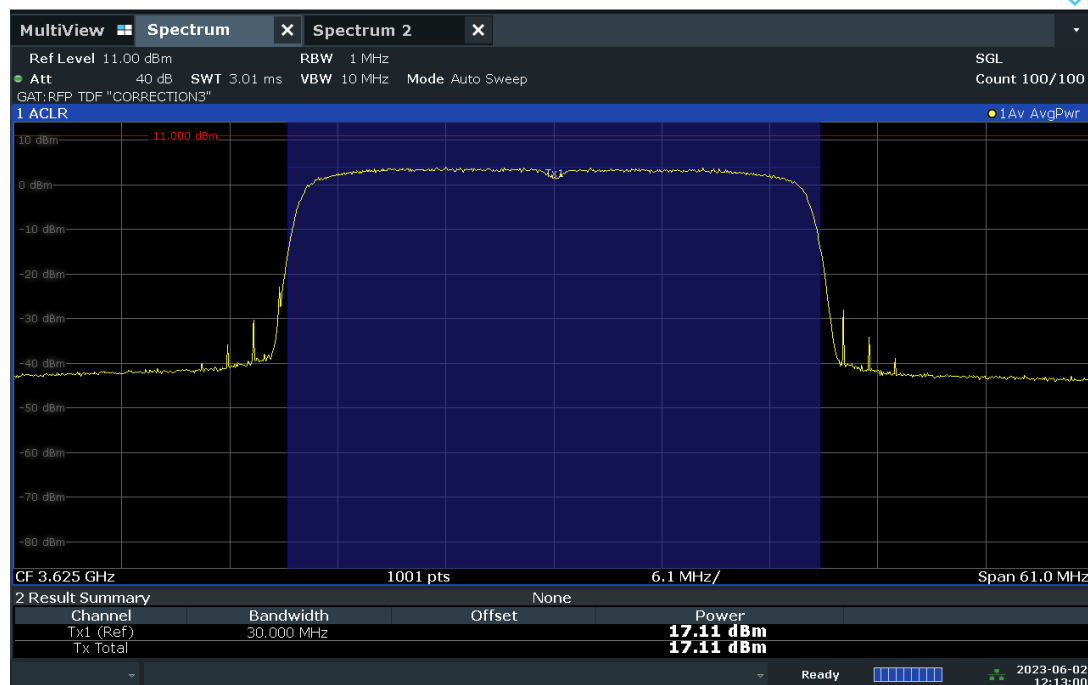 MultiView Spectrum X Spectrum 2 X
Ref Level 11.00 dBm RBW 1 MHz SGL
Att 40 dB SWT 3.01 ms VBW 10 MHz Mode Auto Sweep Count 100/100
GAT:RFP TDF "CORRECTION3"
1 ACLR 1Av AvgPwr
10 dBm 11.000 dBm
Tx1
0 dBm
-10 dBm
-20 dBm
-30 dBm
-40 dBm
-50 dBm
-60 dBm
-70 dBm
-80 dBm
CF 3.625 GHz 1001 pts 6.1 MHz/ Span 61.0 MHz
2 Result Summary None
Channel Bandwidth Offset Power
Tx1 (Ref) 30.000 MHz 17.11 dBm
Tx Total 17.11 dBm
Ready 2023-06-02
12:13:00